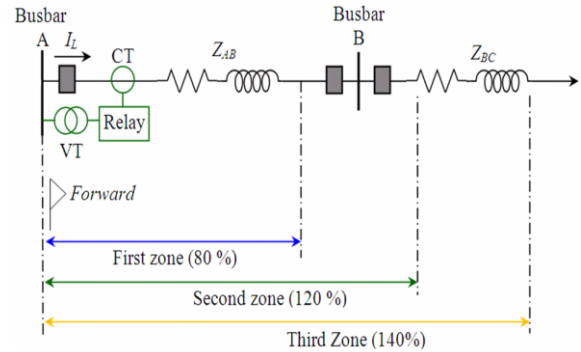 Busbar
A
I_L
CT
Z_AB
Busbar
B
Z_BC
Relay
VT
Forward
First zone (80 %)
Second zone (120 %)
Third Zone (140%)